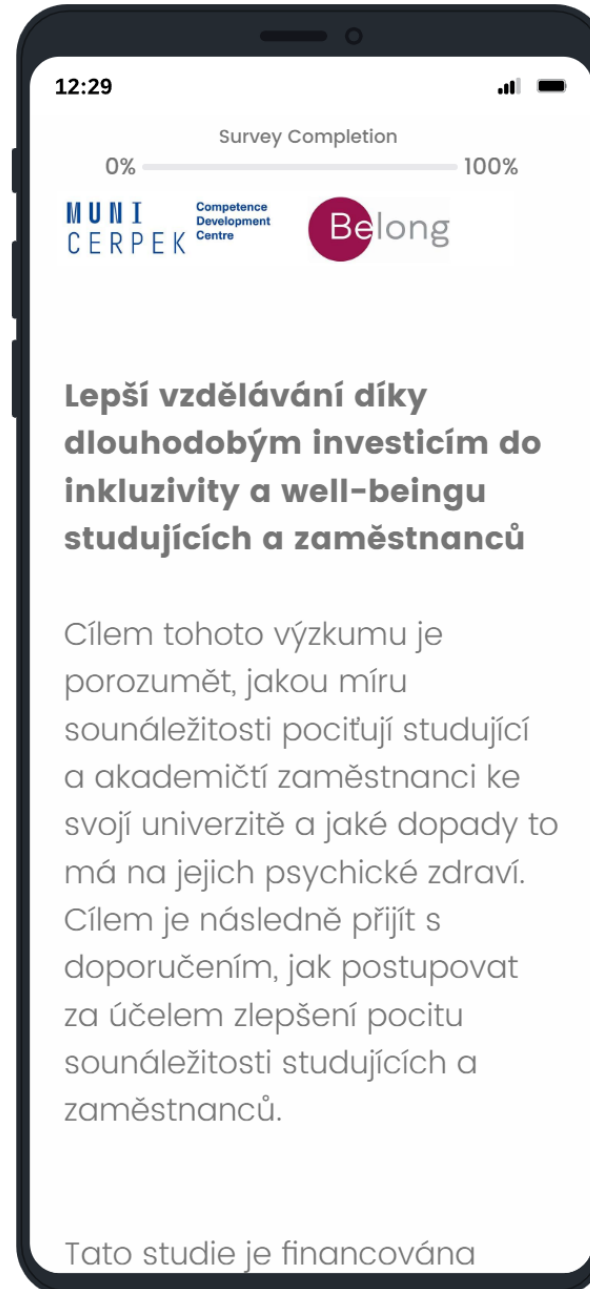 12:29
Survey Completion
0% 100%
MUNI
CERPEK
Competence
Development
Centre
Belong
Lepší vzdělávání díky
dlouhodobým investicím do
inkluzivity a well-beingu
studujících a zaměstnanců
Cílem tohoto výzkumu je
porozumět, jakou míru
sounáležitosti pociťují studující
a akademičtí zaměstnanci ke
svojí univerzitě a jaké dopady to
má na jejich psychické zdraví.
Cílem je následně přijít s
doporučením, jak postupovat
za účelem zlepšení pocitu
sounáležitosti studujících a
zaměstnanců.
Tato studie je financována